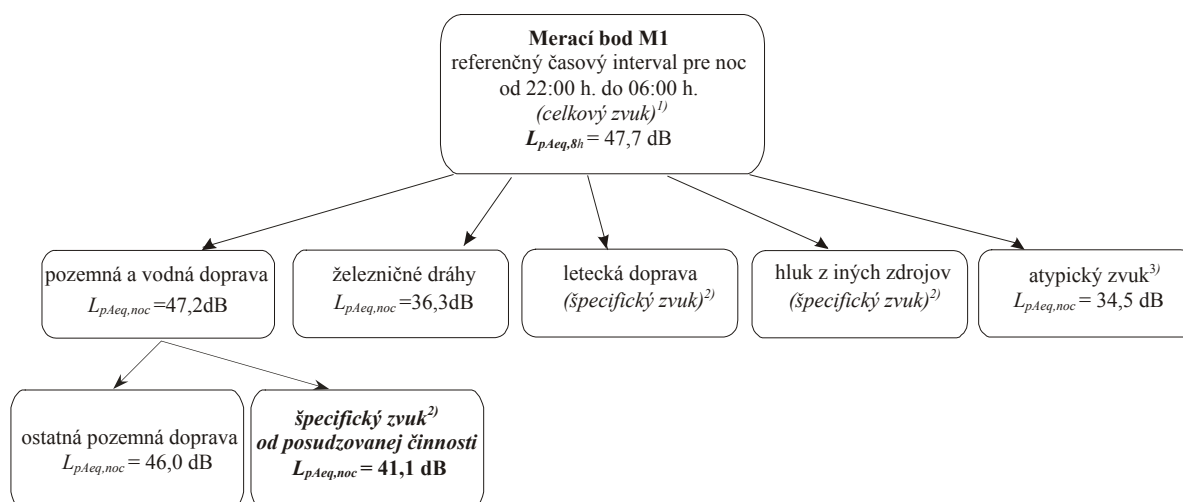 Merací bod M1
referenčný časový interval pre noc
od 22:00 h. do 06:00 h.
(celkový zvuk)1)
LpAeq,8h = 47,7 dB
pozemná a vodná doprava
LpAeq,noc =47,2dB
železničné dráhy
LpAeq,noc =36,3dB
letecká doprava
(špecifický zvuk)2)
hluk z iných zdrojov
(špecifický zvuk)2)
atypický zvuk3)
LpAeq,noc = 34,5 dB
ostatná pozemná doprava
LpAeq,noc = 46,0 dB
špecifický zvuk2)
od posudzovanej činnosti
LpAeq,noc = 41,1 dB